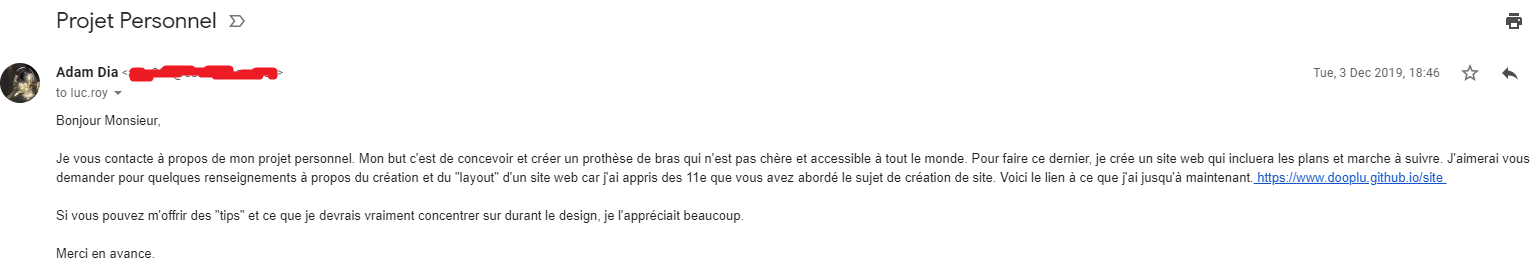 Projet Personnel
Adam Dia
Tue, 3 Dec 2019, 18:46
to luc.roy
Bonjour Monsieur,
Je vous contacte à propos de mon projet personnel. Mon but c'est de concevoir et créer un prothèse de bras qui n'est pas chère et accessible à tout le monde. Pour faire ce dernier, je crée un site web qui incluera les plans et marche à suivre. J'aimerai vous
demander pour quelques renseignements à propos du création et du "layout" d'un site web car j'ai appris des 11e que vous avez abordé le sujet de création de site. Voici le lien à ce que j'ai jusqu'à maintenant. https://www.dooplu.github.io/site
Si vous pouvez m'offrir des "tips" et ce que je devrais vraiment concentrer sur durant le design, je l'appréciait beaucoup.
Merci en avance.